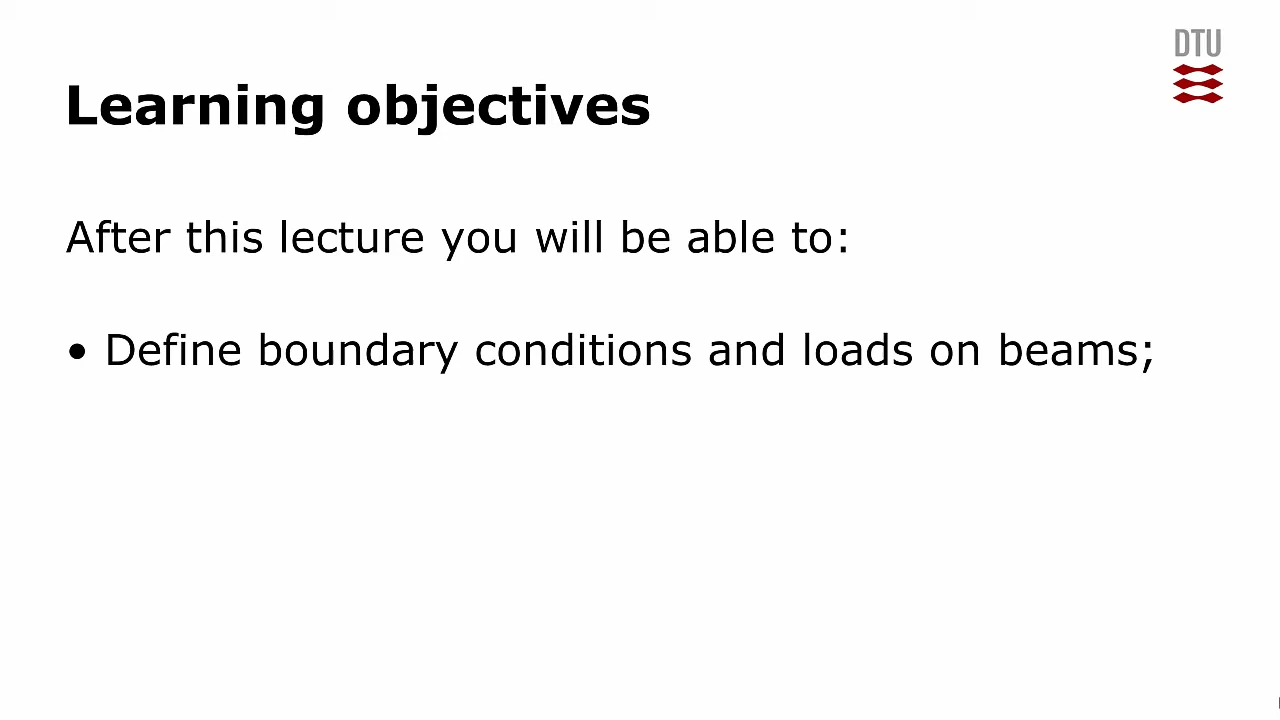 DTU
Learning objectives
After this lecture you will be able to:
• Define boundary conditions and loads on beams;